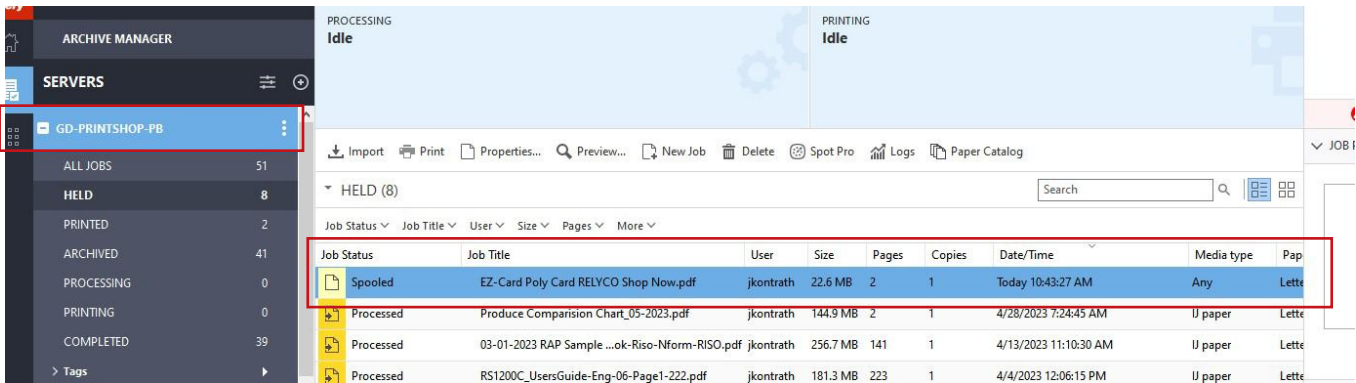 ery
ARCHIVE MANAGER
SERVERS
GD-PRINTSHOP-PB
ALL JOBS 51
HELD 8
PRINTED 2
ARCHIVED 41
PROCESSING 0
PRINTING 0
COMPLETED 39
> Tags
PROCESSING
Idle
PRINTING
Idle
Import Print Properties... Preview... New Job Delete Spot Pro Logs Paper Catalog
HELD (8)
Search
Job Status Job Title User Size Pages More
Job Status Job Title User Size Pages Copies Date/Time Media type Pap
Spooled EZ-Card Poly Card RELYCO Shop Now.pdf jkontrath 22.6 MB 2 1 Today 10:43:27 AM Any Lette
Processed Produce Comparision Chart_05-2023.pdf jkontrath 144.9 MB 2 1 4/28/2023 7:24:45 AM IJ paper Lette
Processed 03-01-2023 RAP Sample ...ok-Riso-Nform-RISO.pdf jkontrath 256.7 MB 141 1 4/13/2023 11:10:30 AM IJ paper Lette
Processed RS1200C_UsersGuide-Eng-06-Page1-222.pdf jkontrath 181.3 MB 223 1 4/4/2023 12:06:15 PM IJ paper Lette
JOB P